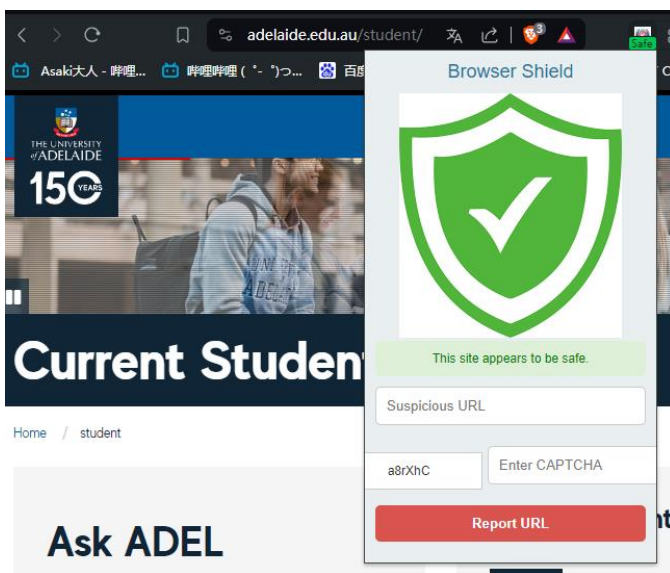 adelaide.edu.au/student/
3
Safe
Asaki大人 - 哔哩...
哔哩哔哩 ( ゜- ゜)つ...
Browser Shield
THE UNIVERSITY
of ADELAIDE
150 YEARS
This site appears to be safe.
Current Studen
Suspicious URL
Home / student
a8rXhC
Enter CAPTCHA
Report URL
Ask ADEL